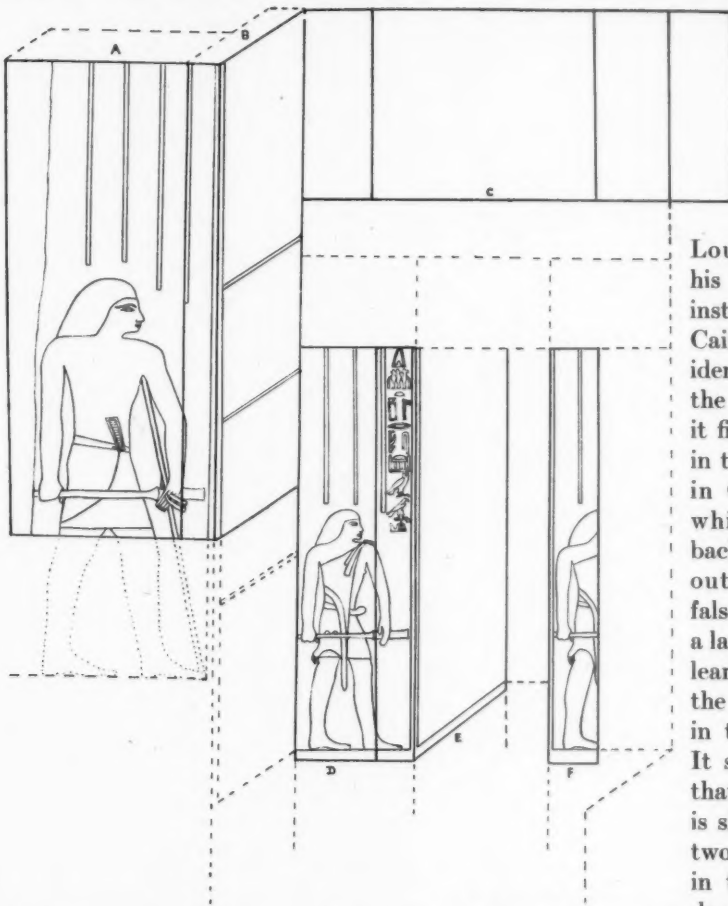 A
B
C
D
E
F
Lou
his
inst
Cai
ider
the
it fi
in t
in
whi
bac
out
fals
a la
lear
the
in t
It s
tha
is s
two
in t